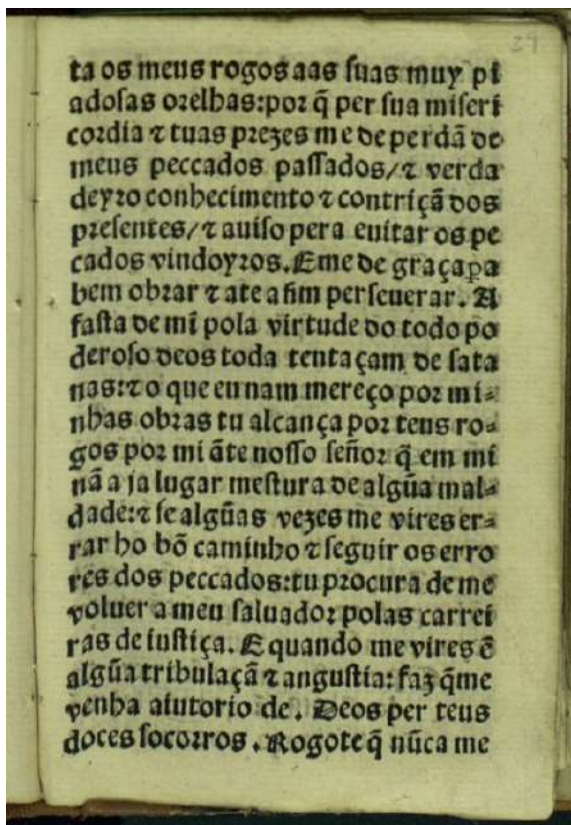 29
ta os meus rogos aas suas muy pi
adosas orelhas:por q̃ per sua miseri
cordia ⁊ tuas prezes me de perdã de
meus peccados passados/⁊ verda
deyro conhecimento ⁊ contriçã dos
presentes/⁊ auiso pera euitar os pe
cados vindoyros.E me de graça ꝑa
bem obrar ⁊ ate a fim perseuerar. A
fasta de mĩ pola virtude do todo po
deroso deos toda tentaçam de sata
nas:⁊ o que eu nam mereço por mi-
nhas obras tu alcança por teus ro-
gos por mi ãte nosso señor q̃ em mi
nã a ja lugar mestura de algũa mal-
dade:⁊ se algũas vezes me vires er-
rar ho bõ caminho ⁊ seguir os erro
res dos peccados:tu procura de me
voluer a meu saluador polas carrei
ras de iustiça. E quando me vires ẽ
algũa tribulaçã ⁊ angustia: faz q̃ me
venha aiutorio de. Deos per teus
doces socorros. Rogote q̃ nũca me